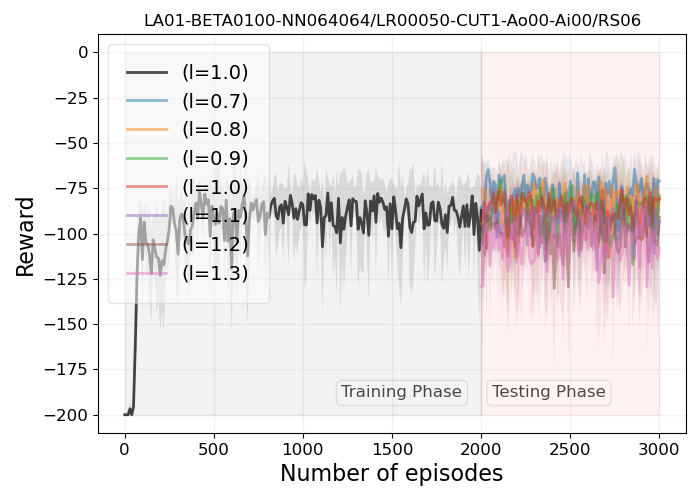 LA01-BETA0100-NN064064/LR00050-CUT1-Ao00-Ai00/RS06
0
−25
−50
−75
−100
−125
−150
−175
−200
Reward
(l=1.0)
(l=0.7)
(l=0.8)
(l=0.9)
(l=1.0)
(l=1.1)
(l=1.2)
(l=1.3)
Training Phase
Testing Phase
0
500
1000
1500
2000
2500
3000
Number of episodes